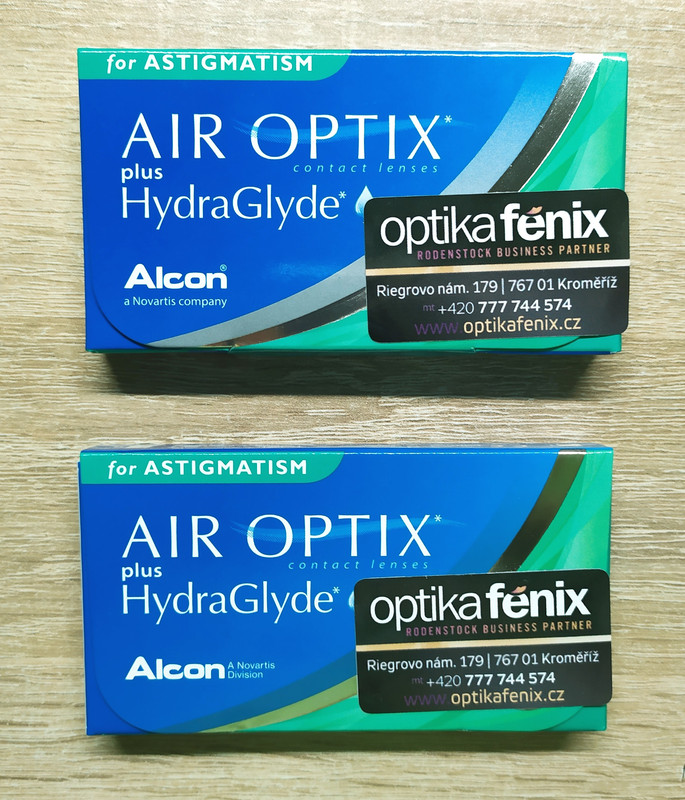 for ASTIGMATISM
AIR OPTIX*
contact lenses
plus
HydraGlyde*
Alcon®
a Novartis company
optika fénix
RODENSTOCK BUSINESS PARTNER
Riegrovo nám. 179 | 767 01 Kroměříž
mt +420 777 744 574
www.optikafenix.cz
for ASTIGMATISM
AIR OPTIX*
contact lenses
plus
HydraGlyde*
Alcon A Novartis
Division
optika fénix
RODENSTOCK BUSINESS PARTNER
Riegrovo nám. 179 | 767 01 Kroměříž
mt +420 777 744 574
www.optikafenix.cz